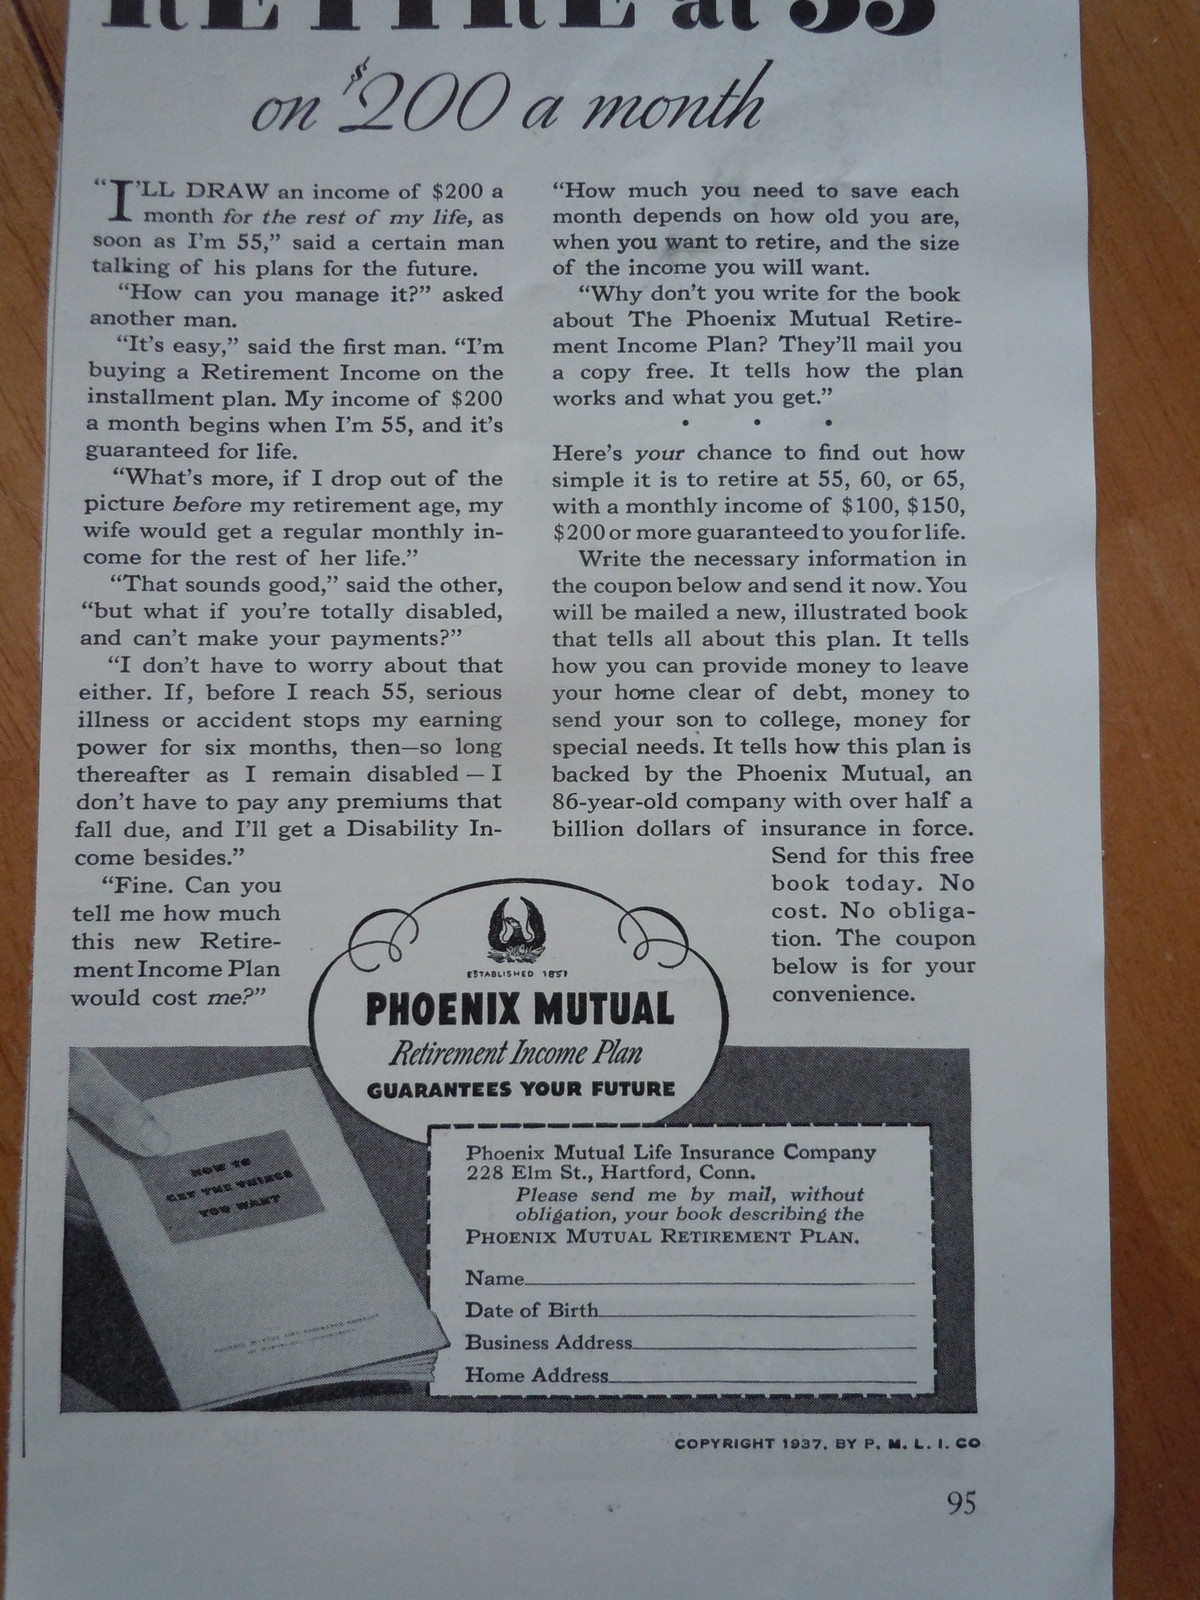 RETIRE at 55
on $200 a month
“I’LL DRAW an income of $200 a
month for the rest of my life, as
soon as I'm 55,” said a certain man
talking of his plans for the future.
“How can you manage it?” asked
another man.
“It's easy,” said the first man. “I'm
buying a Retirement Income on the
installment plan. My income of $200
a month begins when I'm 55, and it's
guaranteed for life.
“What's more, if I drop out of the
picture before my retirement age, my
wife would get a regular monthly in-
come for the rest of her life.”
“That sounds good,” said the other,
“but what if you're totally disabled,
and can't make your payments?”
“I don't have to worry about that
either. If, before I reach 55, serious
illness or accident stops my earning
power for six months, then—so long
thereafter as I remain disabled — I
don't have to pay any premiums that
fall due, and I'll get a Disability In-
come besides.”
“Fine. Can you
tell me how much
this new Retire-
ment Income Plan
would cost me?”
“How much you need to save each
month depends on how old you are,
when you want to retire, and the size
of the income you will want.
“Why don't you write for the book
about The Phoenix Mutual Retire-
ment Income Plan? They'll mail you
a copy free. It tells how the plan
works and what you get.”
• • •
Here's your chance to find out how
simple it is to retire at 55, 60, or 65,
with a monthly income of $100, $150,
$200 or more guaranteed to you for life.
Write the necessary information in
the coupon below and send it now. You
will be mailed a new, illustrated book
that tells all about this plan. It tells
how you can provide money to leave
your home clear of debt, money to
send your son to college, money for
special needs. It tells how this plan is
backed by the Phoenix Mutual, an
86-year-old company with over half a
billion dollars of insurance in force.
Send for this free
book today. No
cost. No obliga-
tion. The coupon
below is for your
convenience.
ESTABLISHED 1851
PHOENIX MUTUAL
Retirement Income Plan
GUARANTEES YOUR FUTURE
HOW TO
GET THE THINGS
YOU WANT
Phoenix Mutual Life Insurance Company
228 Elm St., Hartford, Conn.
Please send me by mail, without
obligation, your book describing the
PHOENIX MUTUAL RETIREMENT PLAN.
Name
Date of Birth
Business Address
Home Address
COPYRIGHT 1937, BY P. M. L. I. CO
95